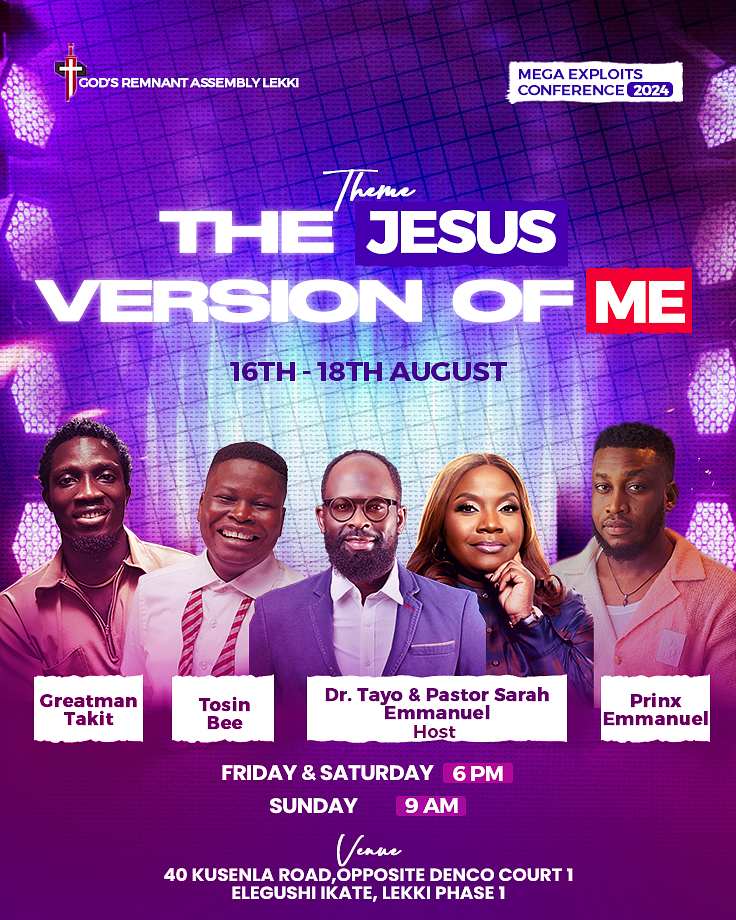 GOD'S REMNANT ASSEMBLY LEKKI
MEGA EXPLOITS
CONFERENCE 2024
Theme
THE JESUS
VERSION OF ME
16TH - 18TH AUGUST
Greatman
Takit
Tosin
Bee
Dr. Tayo & Pastor Sarah
Emmanuel
Host
Prinx
Emmanuel
FRIDAY & SATURDAY 6 PM
SUNDAY 9 AM
Venue
40 KUSENLA ROAD,OPPOSITE DENCO COURT 1
ELEGUSHI IKATE, LEKKI PHASE 1